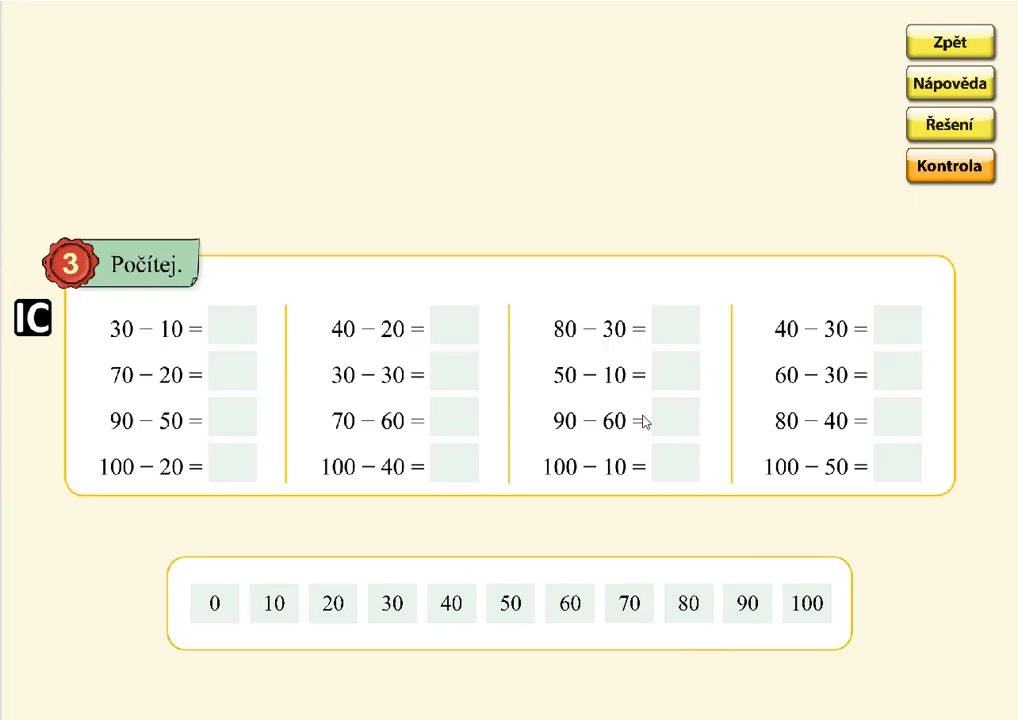 Zpět
Nápověda
Řešení
Kontrola
3 Počítej.
IC
30 − 10 = 40 − 20 = 80 − 30 = 40 − 30 =
70 − 20 = 30 − 30 = 50 − 10 = 60 − 30 =
90 − 50 = 70 − 60 = 90 − 60 = 80 − 40 =
100 − 20 = 100 − 40 = 100 − 10 = 100 − 50 =
0 10 20 30 40 50 60 70 80 90 100